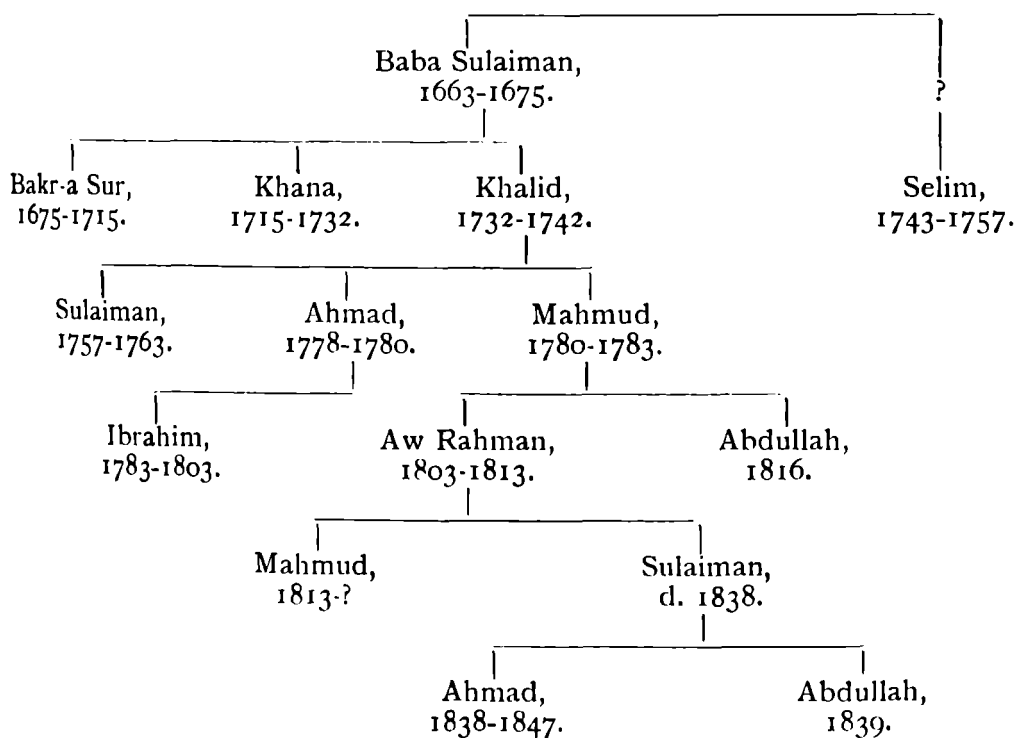 Baba Sulaiman,
1663-1675.
?
Bakr-a Sur,
1675-1715.
Khana,
1715-1732.
Khalid,
1732-1742.
Selim,
1743-1757.
Sulaiman,
1757-1763.
Ahmad,
1778-1780.
Mahmud,
1780-1783.
Ibrahim,
1783-1803.
Aw Rahman,
1803-1813.
Abdullah,
1816.
Mahmud,
1813-?
Sulaiman,
d. 1838.
Ahmad,
1838-1847.
Abdullah,
1839.